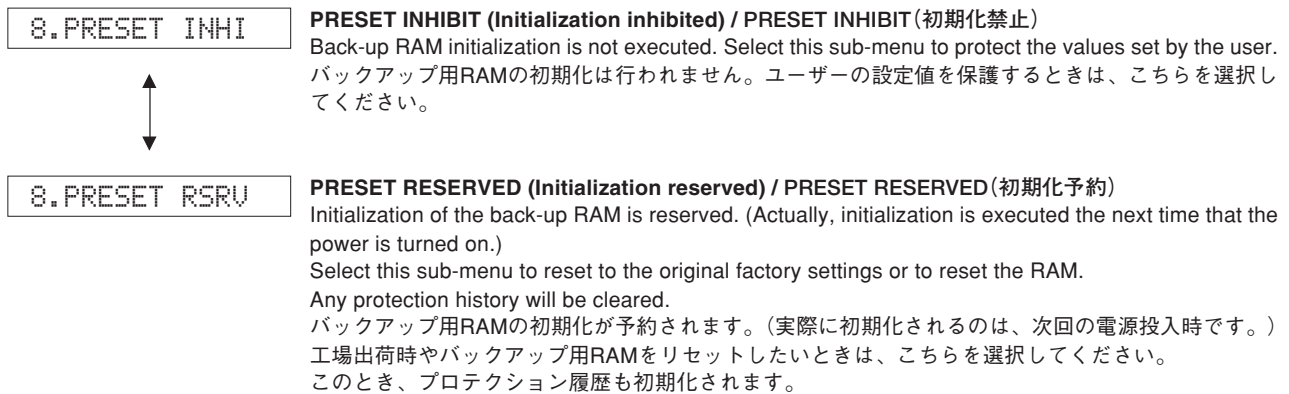 8.PRESET INHI
PRESET INHIBIT (Initialization inhibited) / PRESET INHIBIT（初期化禁止）
Back-up RAM initialization is not executed. Select this sub-menu to protect the values set by the user.
バックアップ用RAMの初期化は行われません。ユーザーの設定値を保護するときは、こちらを選択し
てください。
8.PRESET RSRV
PRESET RESERVED (Initialization reserved) / PRESET RESERVED（初期化予約）
Initialization of the back-up RAM is reserved. (Actually, initialization is executed the next time that the
power is turned on.)
Select this sub-menu to reset to the original factory settings or to reset the RAM.
Any protection history will be cleared.
バックアップ用RAMの初期化が予約されます。（実際に初期化されるのは、次回の電源投入時です。）
工場出荷時やバックアップ用RAMをリセットしたいときは、こちらを選択してください。
このとき、プロテクション履歴も初期化されます。